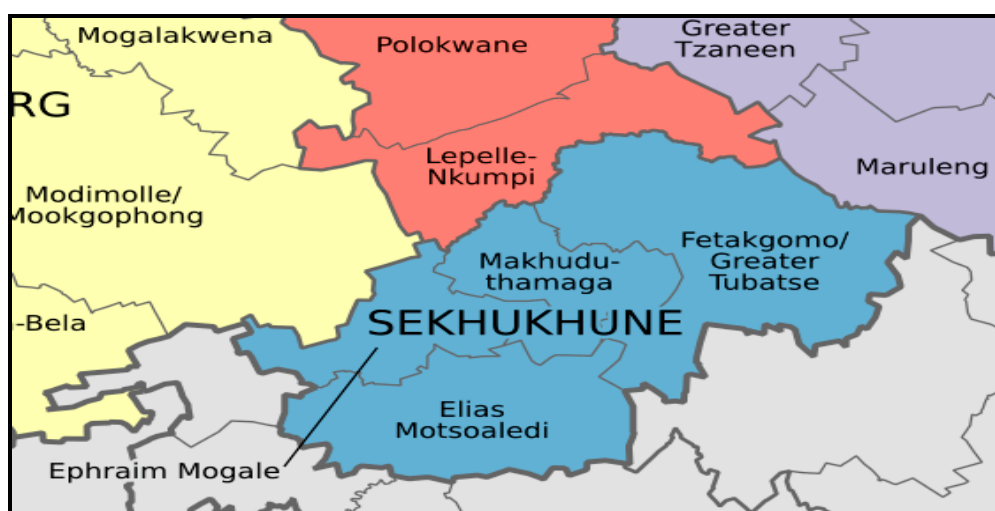 Mogalakwena
Polokwane
Greater
Tzaneen
RG
Lepelle-
Nkumpi
Maruleng
Modimolle/
Mookgophong
Fetakgomo/
Greater
Tubatse
Makhudu-
thamaga
-Bela
SEKHUKHUNE
Elias
Motsoaledi
Ephraim Mogale